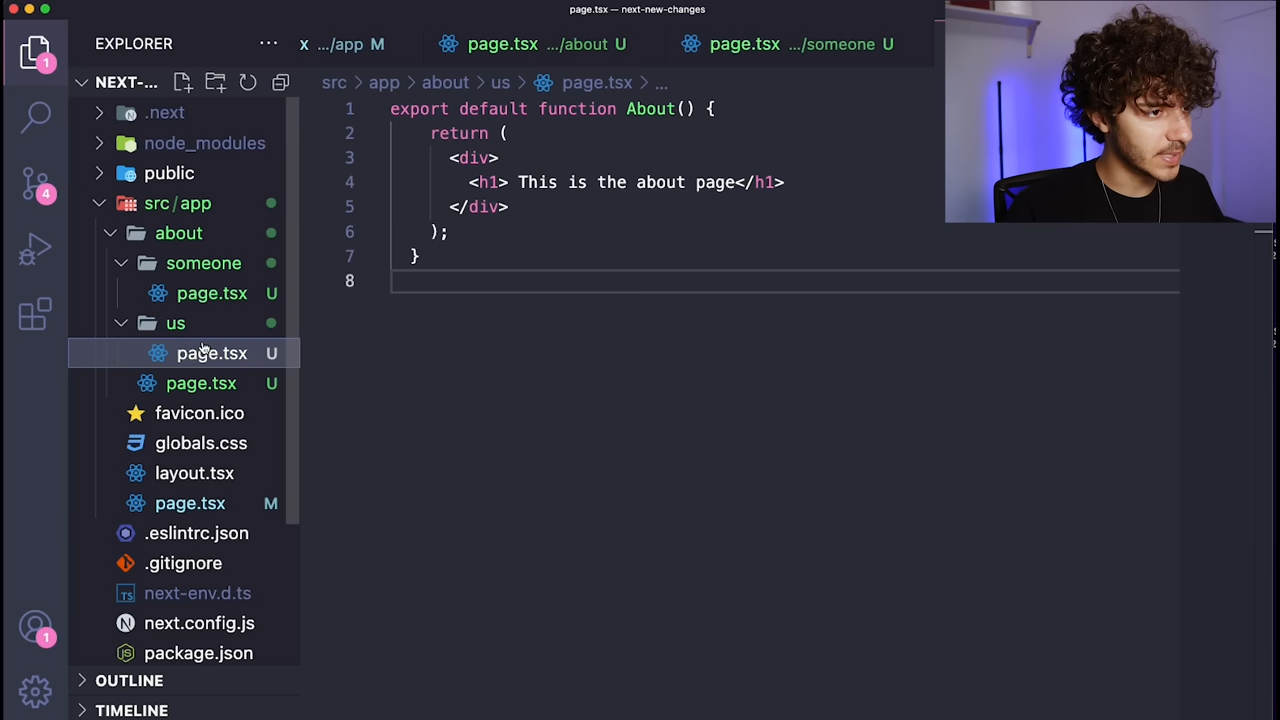 page.tsx — next-new-changes
EXPLORER
x .../app M
page.tsx .../about U
page.tsx .../someone U
NEXT-...
src > app > about > us > page.tsx > ...
.next
node_modules
public
src/app
about
someone
page.tsx U
us
page.tsx U
page.tsx U
favicon.ico
globals.css
layout.tsx
page.tsx M
.eslintrc.json
.gitignore
TS next-env.d.ts
N next.config.js
package.json
OUTLINE
TIMELINE
1 export default function About() {
2 return (
3 <div>
4 <h1> This is the about page</h1>
5 </div>
6 );
7 }
8
1
4
1